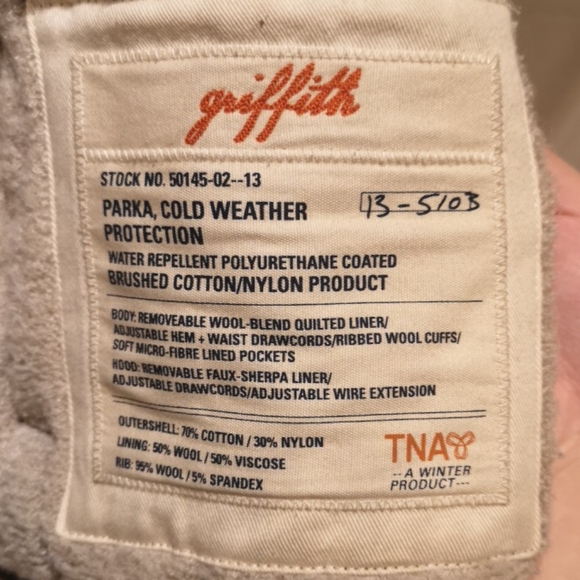 griffith
STOCK NO. 50145-02--13
PARKA, COLD WEATHER 13-5103
PROTECTION
WATER REPELLENT POLYURETHANE COATED
BRUSHED COTTON/NYLON PRODUCT
BODY: REMOVEABLE WOOL-BLEND QUILTED LINER/
ADJUSTABLE HEM + WAIST DRAWCORDS/RIBBED WOOL CUFFS/
SOFT MICRO-FIBRE LINED POCKETS
HOOD: REMOVABLE FAUX-SHERPA LINER/
ADJUSTABLE DRAWCORDS/ADJUSTABLE WIRE EXTENSION
OUTERSHELL: 70% COTTON / 30% NYLON
LINING: 50% WOOL / 50% VISCOSE
RIB: 95% WOOL / 5% SPANDEX
TNA
-- A WINTER
PRODUCT---